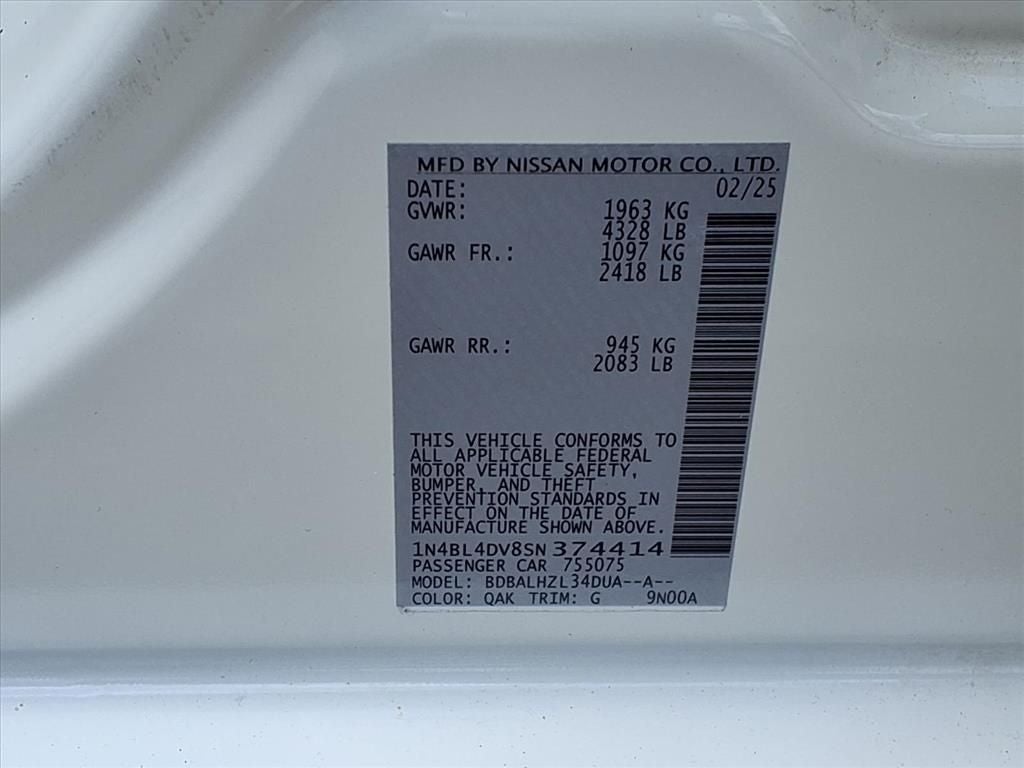 MFD BY NISSAN MOTOR CO., LTD.
DATE: 02/25
GVWR: 1963 KG
4328 LB
GAWR FR.: 1097 KG
2418 LB
GAWR RR.: 945 KG
2083 LB
THIS VEHICLE CONFORMS TO
ALL APPLICABLE FEDERAL
MOTOR VEHICLE SAFETY,
BUMPER, AND THEFT
PREVENTION STANDARDS IN
EFFECT ON THE DATE OF
MANUFACTURE SHOWN ABOVE.
1N4BL4DV8SN374414
PASSENGER CAR 755075
MODEL: BDBALHZL34DUA--A--
COLOR: QAK TRIM: G 9N00A